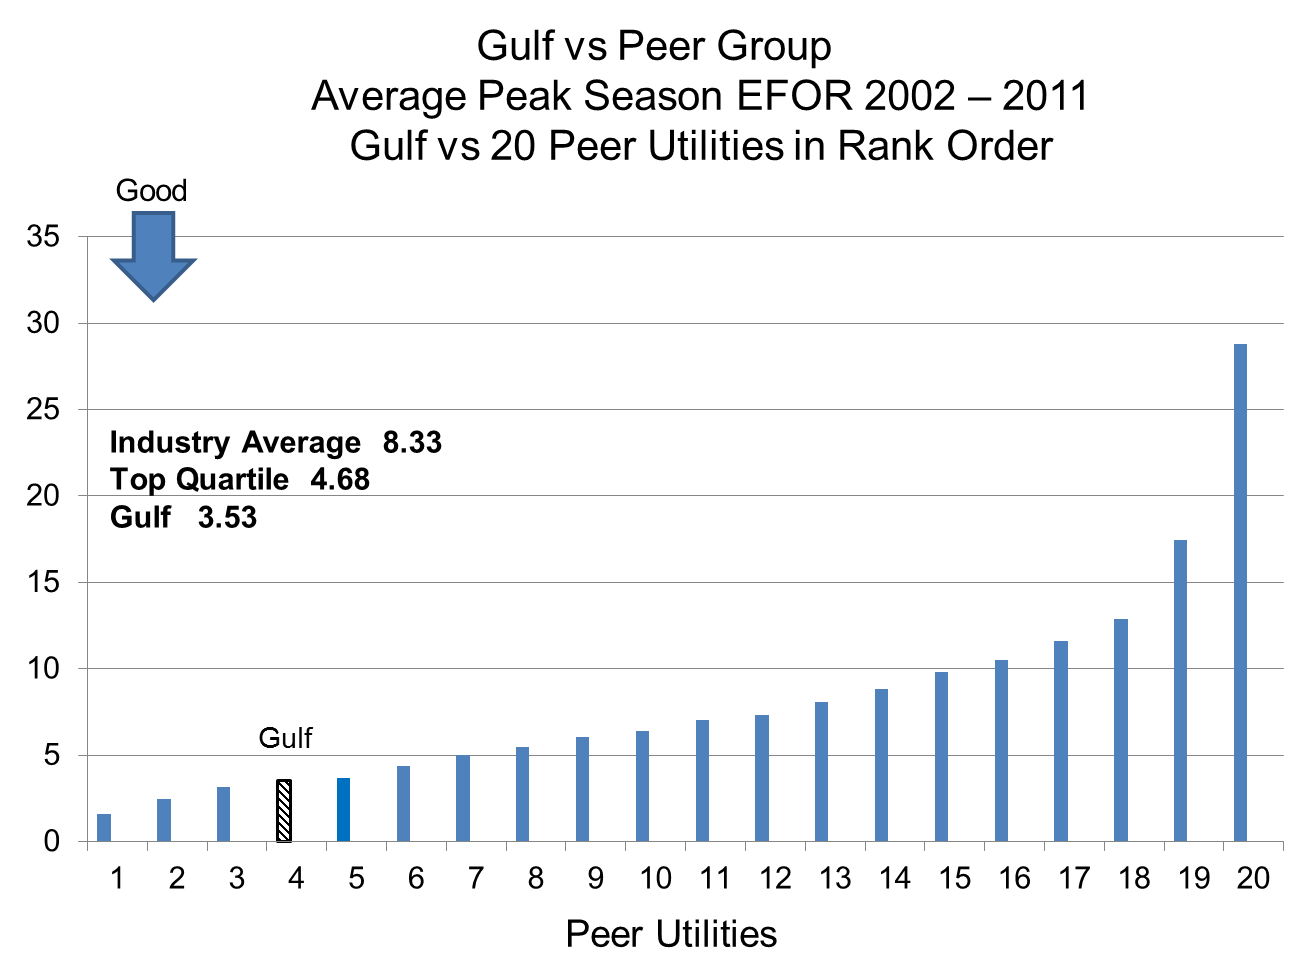 Gulf vs Peer Group
Average Peak Season EFOR 2002 – 2011
Gulf vs 20 Peer Utilities in Rank Order
Good
35
30
25
Industry Average 8.33
Top Quartile 4.68
20
Gulf 3.53
15
10
Gulf
5
0
1 2 3 4 5 6 7 8 9 10 11 12 13 14 15 16 17 18 19 20
Peer Utilities